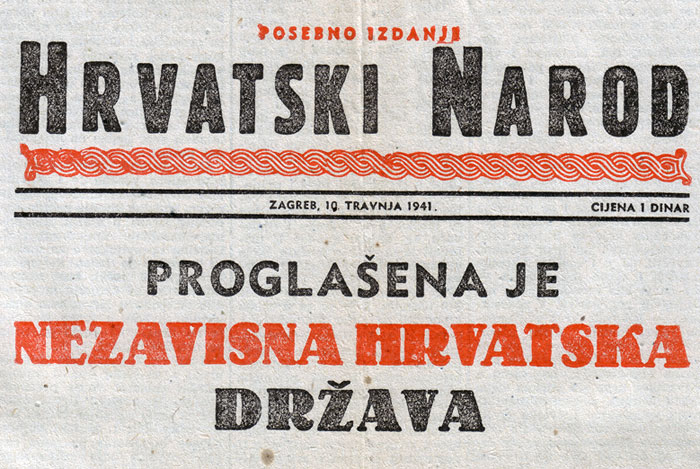 POSEBNO IZDANJE
HRVATSKI NAROD
ZAGREB, 10. TRAVNJA 1941. CIJENA 1 DINAR
PROGLAŠENA JE
NEZAVISNA HRVATSKA
DRŽAVA